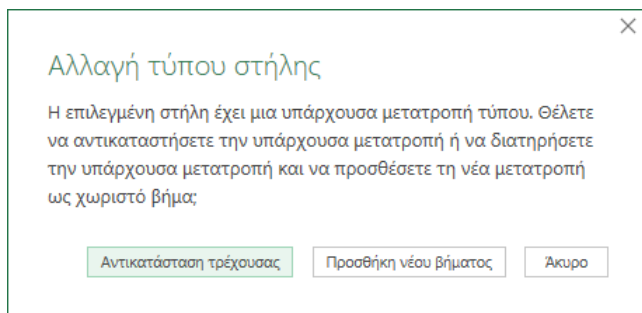 Αλλαγή τύπου στήλης
Η επιλεγμένη στήλη έχει μια υπάρχουσα μετατροπή τύπου. Θέλετε
να αντικαταστήσετε την υπάρχουσα μετατροπή ή να διατηρήσετε
την υπάρχουσα μετατροπή και να προσθέσετε τη νέα μετατροπή
ως χωριστό βήμα;
Αντικατάσταση τρέχουσας Προσθήκη νέου βήματος Άκυρο